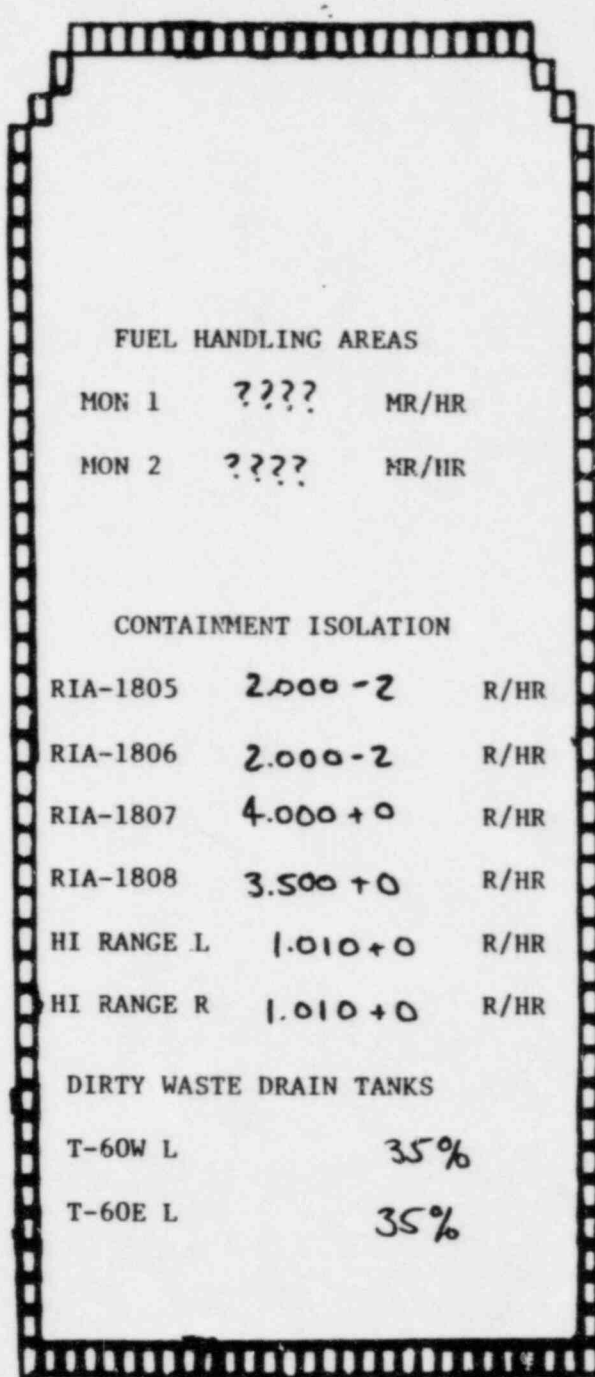 FUEL HANDLING AREAS
MON 1 ???? MR/HR
MON 2 ???? MR/HR
CONTAINMENT ISOLATION
RIA-1805 2.000-2 R/HR
RIA-1806 2.000-2 R/HR
RIA-1807 4.000+0 R/HR
RIA-1808 3.500+0 R/HR
HI RANGE L 1.010+0 R/HR
HI RANGE R 1.010+0 R/HR
DIRTY WASTE DRAIN TANKS
T-60W L 35%
T-60E L 35%